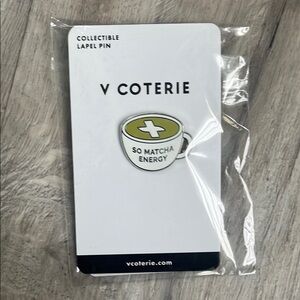 COLLECTIBLE
LAPEL PIN
V COTERIE
SO MATCHA
ENERGY
vcoterie.com